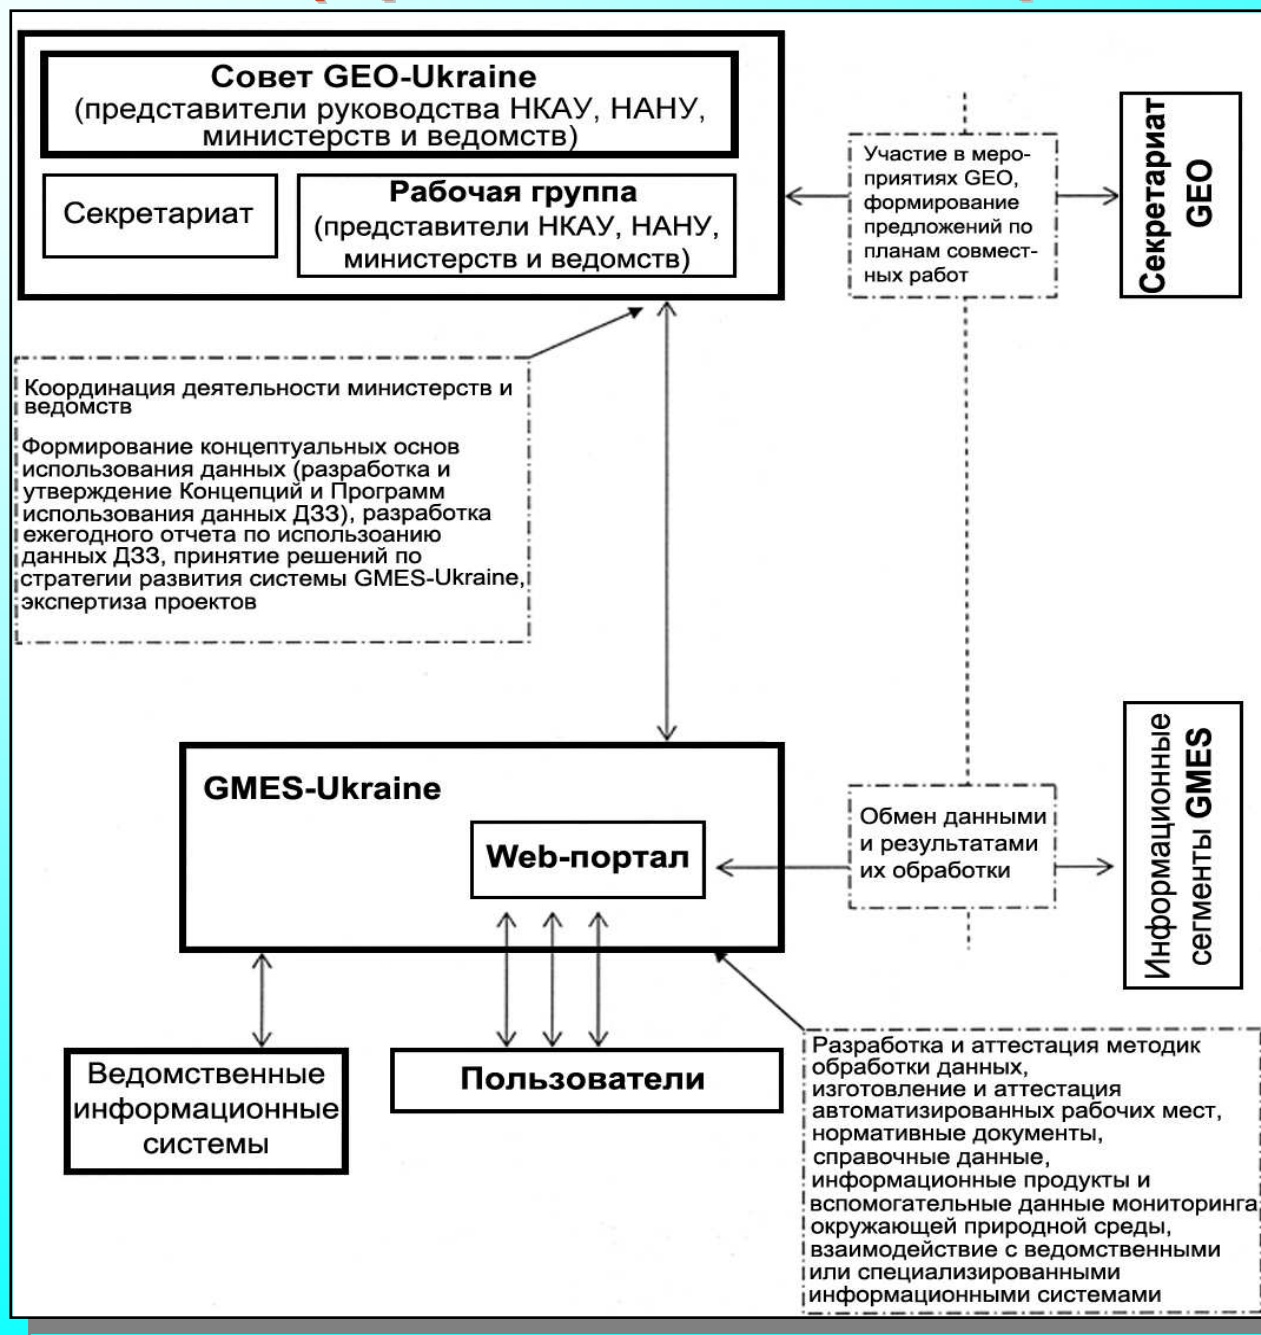 Совет GEO-Ukraine
(представители руководства НКАУ, НАНУ,
министерств и ведомств)
Секретариат
Рабочая группа
(представители НКАУ, НАНУ,
министерств и ведомств)
Участие в меро-
приятиях GEO,
формирование
предложений по
планам совмест-
ных работ
Секретариат
GEO
Координация деятельности министерств и
ведомств
Формирование концептуальных основ
использования данных (разработка и
утверждение Концепций и Программ
использования данных ДЗЗ), разработка
ежегодного отчета по использоанию
данных ДЗЗ, принятие решений по
стратегии развития системы GMES-Ukraine,
экспертиза проектов
GMES-Ukraine
Web-портал
Обмен данными
и результатами
их обработки
Информационные
сегменты GMES
Ведомственные
информационные
системы
Пользователи
Разработка и аттестация методик
обработки данных,
изготовление и аттестация
автоматизированных рабочих мест,
нормативные документы,
справочные данные,
информационные продукты и
вспомогательные данные мониторинга
окружающей природной среды,
взаимодействие с ведомственными
или специализированными
информационными системами